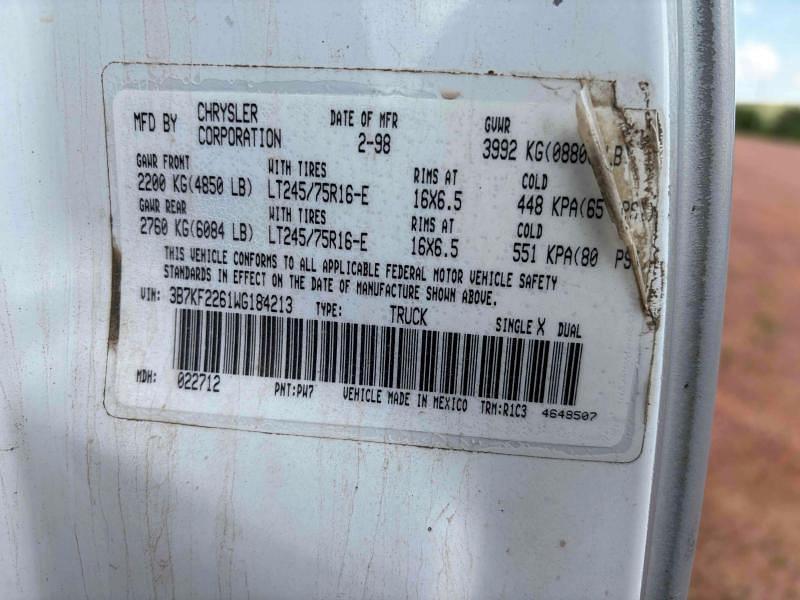 MFD BY CHRYSLER CORPORATION DATE OF MFR 2-98 GVWR 3992 KG(0880 LB
GAWR FRONT WITH TIRES RIMS AT COLD
2200 KG(4850 LB) LT245/75R16-E 16X6.5 448 KPA(65 PS
GAWR REAR WITH TIRES RIMS AT COLD
2760 KG(6084 LB) LT245/75R16-E 16X6.5 551 KPA(80 PS
THIS VEHICLE CONFORMS TO ALL APPLICABLE FEDERAL MOTOR VEHICLE SAFETY
STANDARDS IN EFFECT ON THE DATE OF MANUFACTURE SHOWN ABOVE.
VIN: 3B7KF2261WG184213 TYPE: TRUCK SINGLE X DUAL
MDH: 022712 PNT:PW7 VEHICLE MADE IN MEXICO TRM:R1C3 4648507